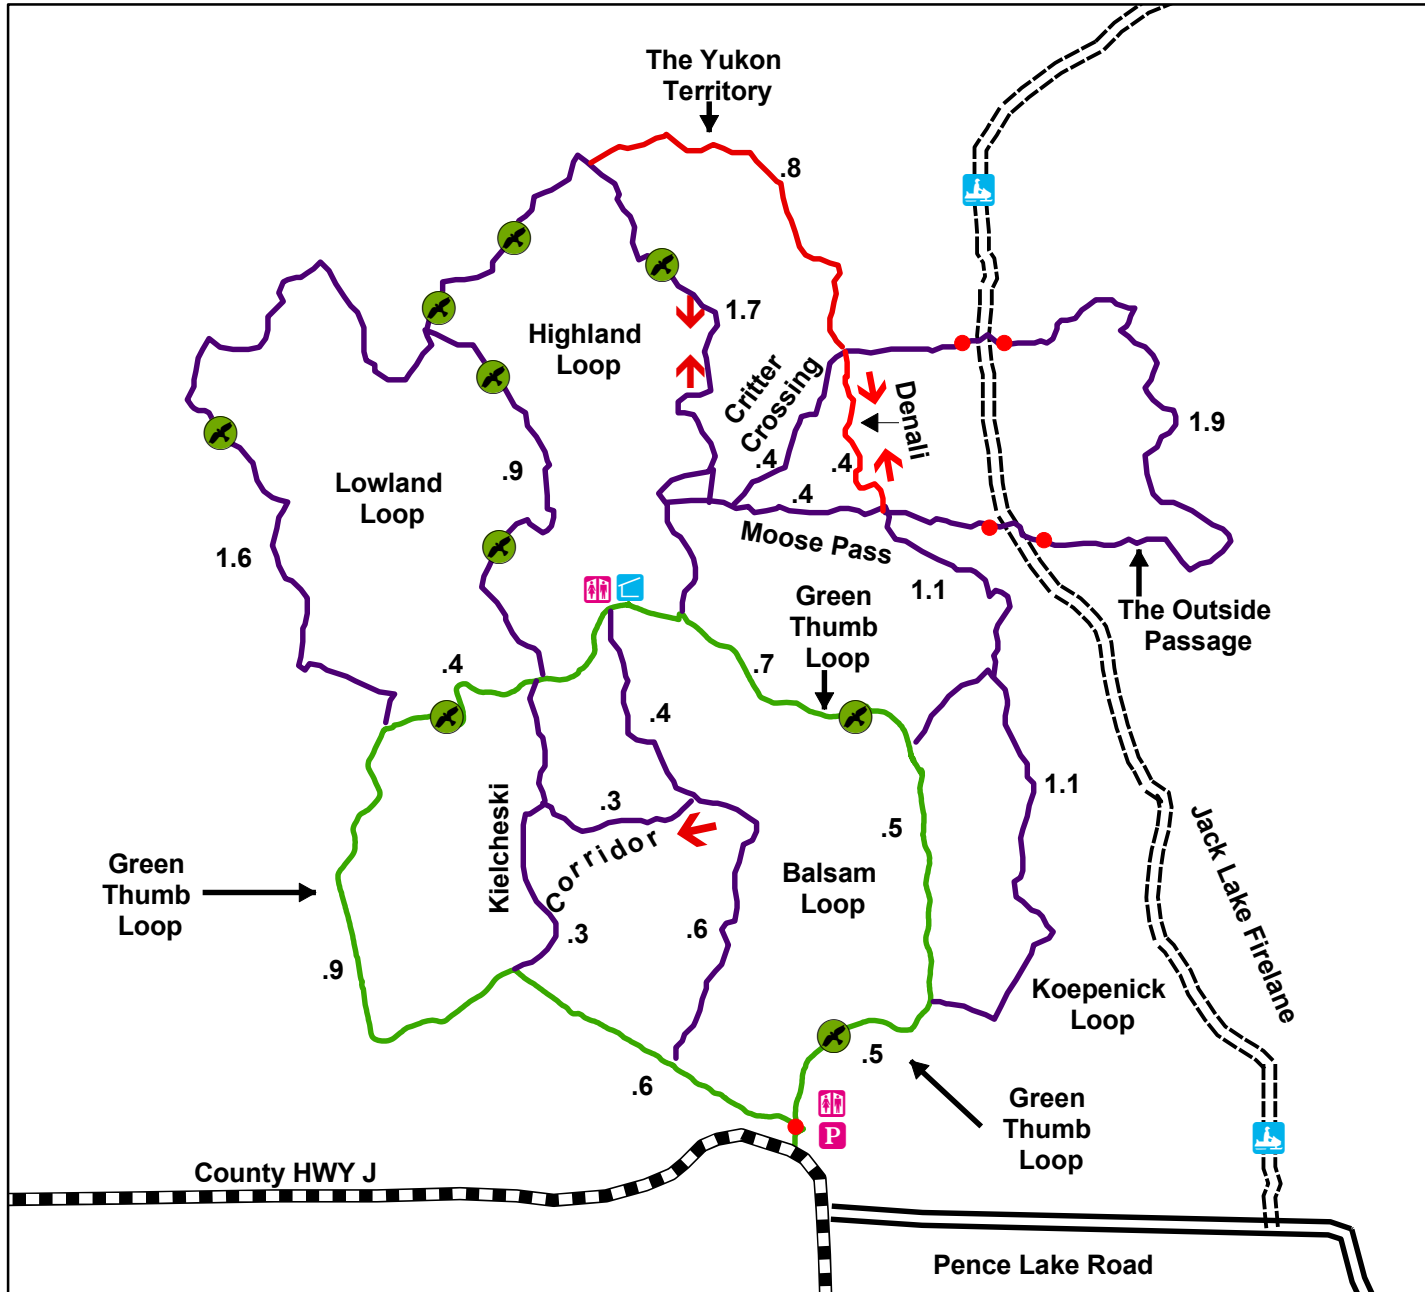 The Yukon
Territory
.8
1.7
Highland
Loop
Critter
Crossing
Denali
1.9
.4
.4
.4
.9
Lowland
Loop
Moose Pass
1.6
1.1
Green
Thumb
Loop
The Outside
Passage
.4
.7
.4
1.1
.3
.5
Kielcheski
Corridor
Jack Lake Firelane
Green
Thumb
Loop
Balsam
Loop
.3
.6
.9
Koepenick
Loop
.5
.6
Green
Thumb
Loop
P
County HWY J
Pence Lake Road